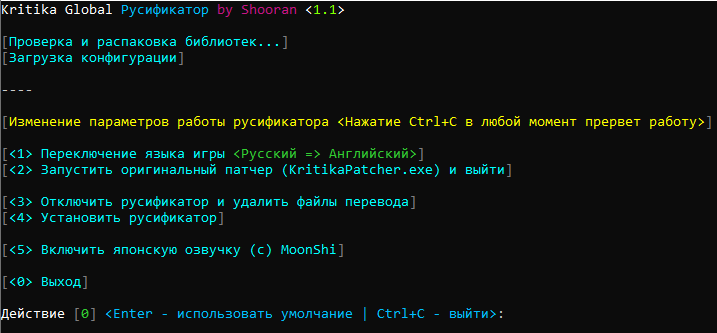 Kritika Global Русификатор by Shooran <1.1>
[Проверка и распаковка библиотек...]
[Загрузка конфигурации]
----
[Изменение параметров работы русификатора <Нажатие Ctrl+C в любой момент прервет работу>]
[<1> Переключение языка игры <Русский => Английский>]
[<2> Запустить оригинальный патчер (KritikaPatcher.exe) и выйти]
[<3> Отключить русификатор и удалить файлы перевода]
[<4> Установить русификатор]
[<5> Включить японскую озвучку (c) MoonShi]
[<0> Выход]
Действие [0] <Enter - использовать умолчание | Ctrl+C - выйти>: